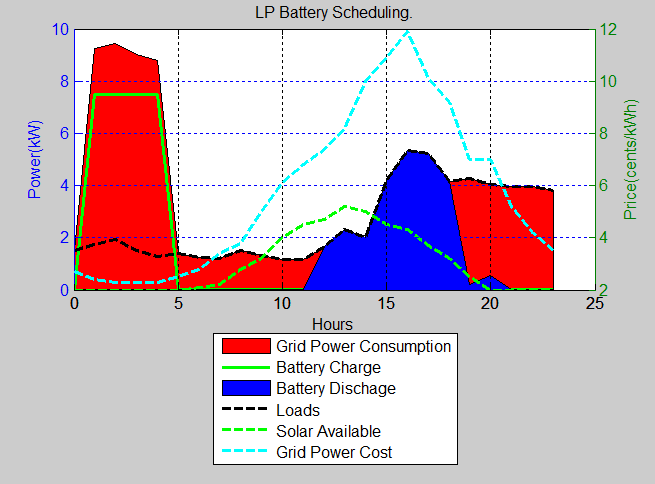 LP Battery Scheduling.
10
8
6
4
2
0
Power(kW)
12
10
8
6
4
2
Price(cents/kWh)
0
5
10
15
20
25
Hours
Grid Power Consumption
Battery Charge
Battery Dischage
Loads
Solar Available
Grid Power Cost